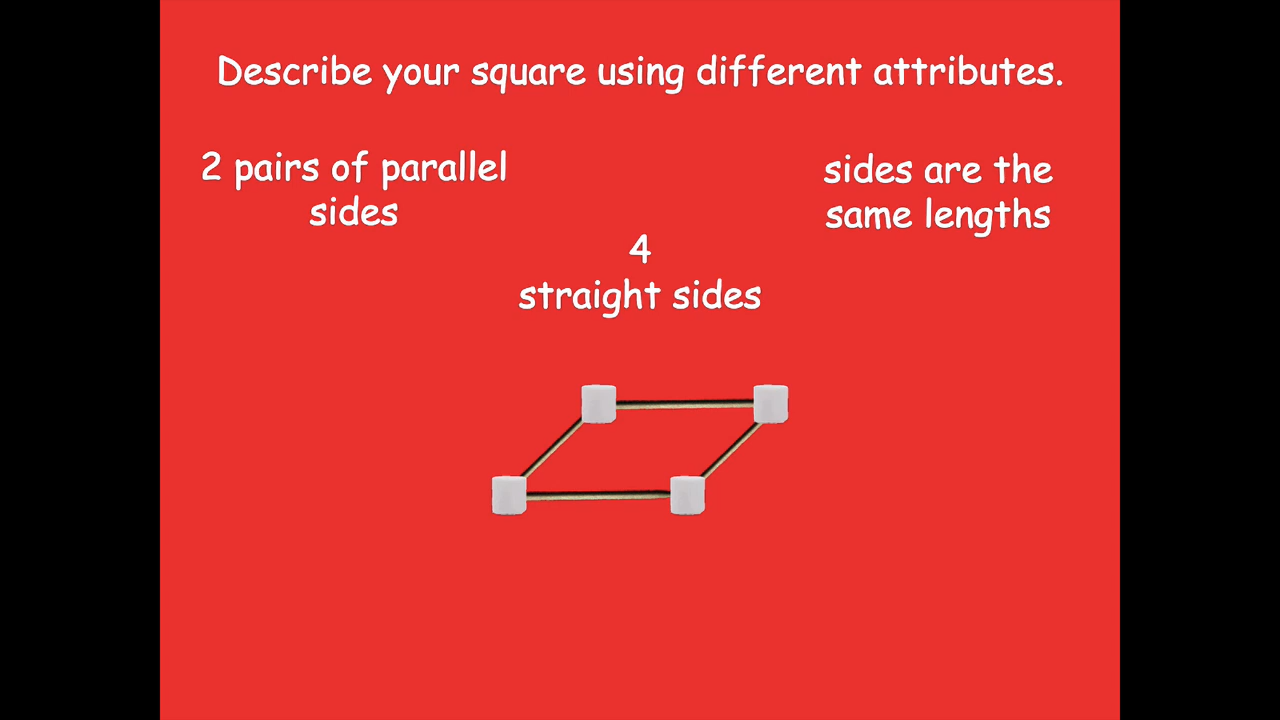 Describe your square using different attributes.
2 pairs of parallel
sides
sides are the
same lengths
4
straight sides